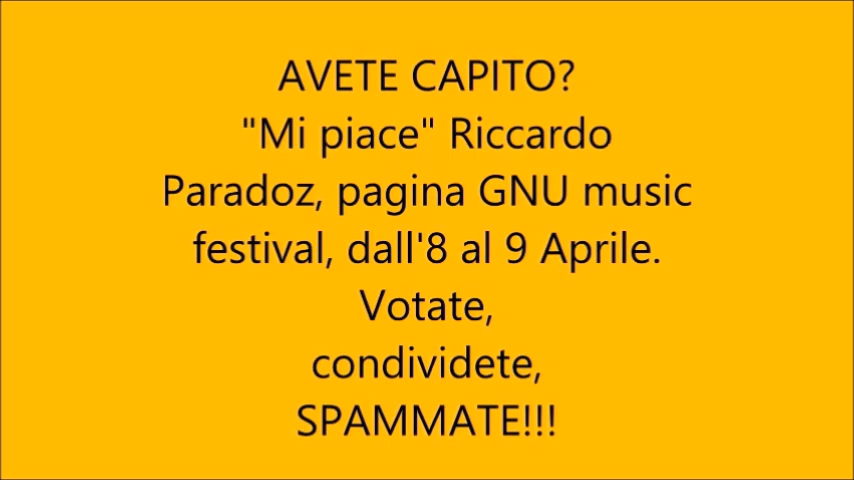 AVETE CAPITO?
"Mi piace" Riccardo
Paradoz, pagina GNU music
festival, dall'8 al 9 Aprile.
Votate,
condividete,
SPAMMATE!!!